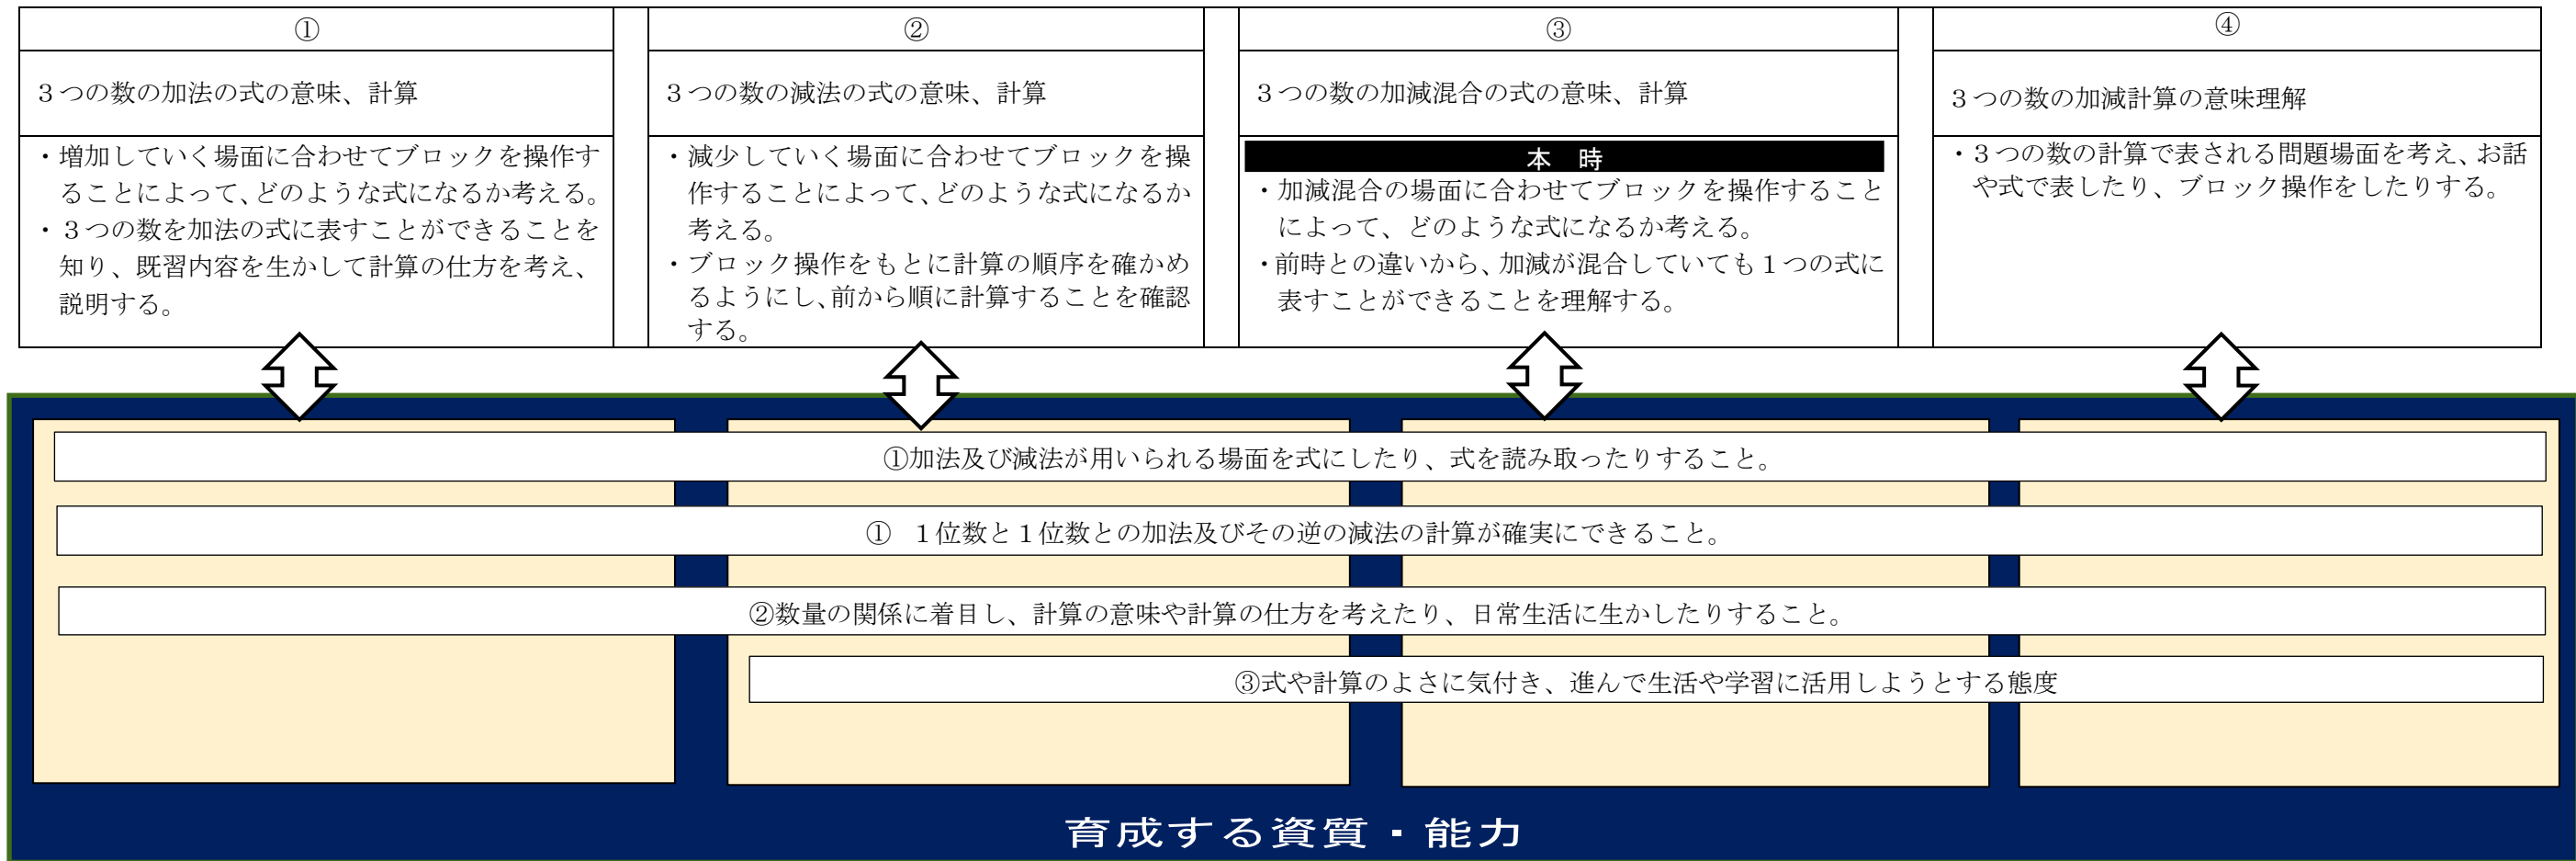 ①
３つの数の加法の式の意味、計算
・増加していく場面に合わせてブロックを操作す
ることによって、どのような式になるか考える。
・３つの数を加法の式に表すことができることを
知り、既習内容を生かして計算の仕方を考え、
説明する。
②
３つの数の減法の式の意味、計算
・減少していく場面に合わせてブロックを操
作することによって、どのような式になるか
考える。
・ブロック操作をもとに計算の順序を確かめ
るようにし、前から順に計算することを確認
する。
③
３つの数の加減混合の式の意味、計算
本　時
・加減混合の場面に合わせてブロックを操作すること
によって、どのような式になるか考える。
・前時との違いから、加減が混合していても１つの式に
表すことができることを理解する。
④
３つの数の加減計算の意味理解
・３つの数の計算で表される問題場面を考え、お話
や式で表したり、ブロック操作をしたりする。
①加法及び減法が用いられる場面を式にしたり、式を読み取ったりすること。
①　１位数と１位数との加法及びその逆の減法の計算が確実にできること。
②数量の関係に着目し、計算の意味や計算の仕方を考えたり、日常生活に生かしたりすること。
③式や計算のよさに気付き、進んで生活や学習に活用しようとする態度
育成する資質・能力